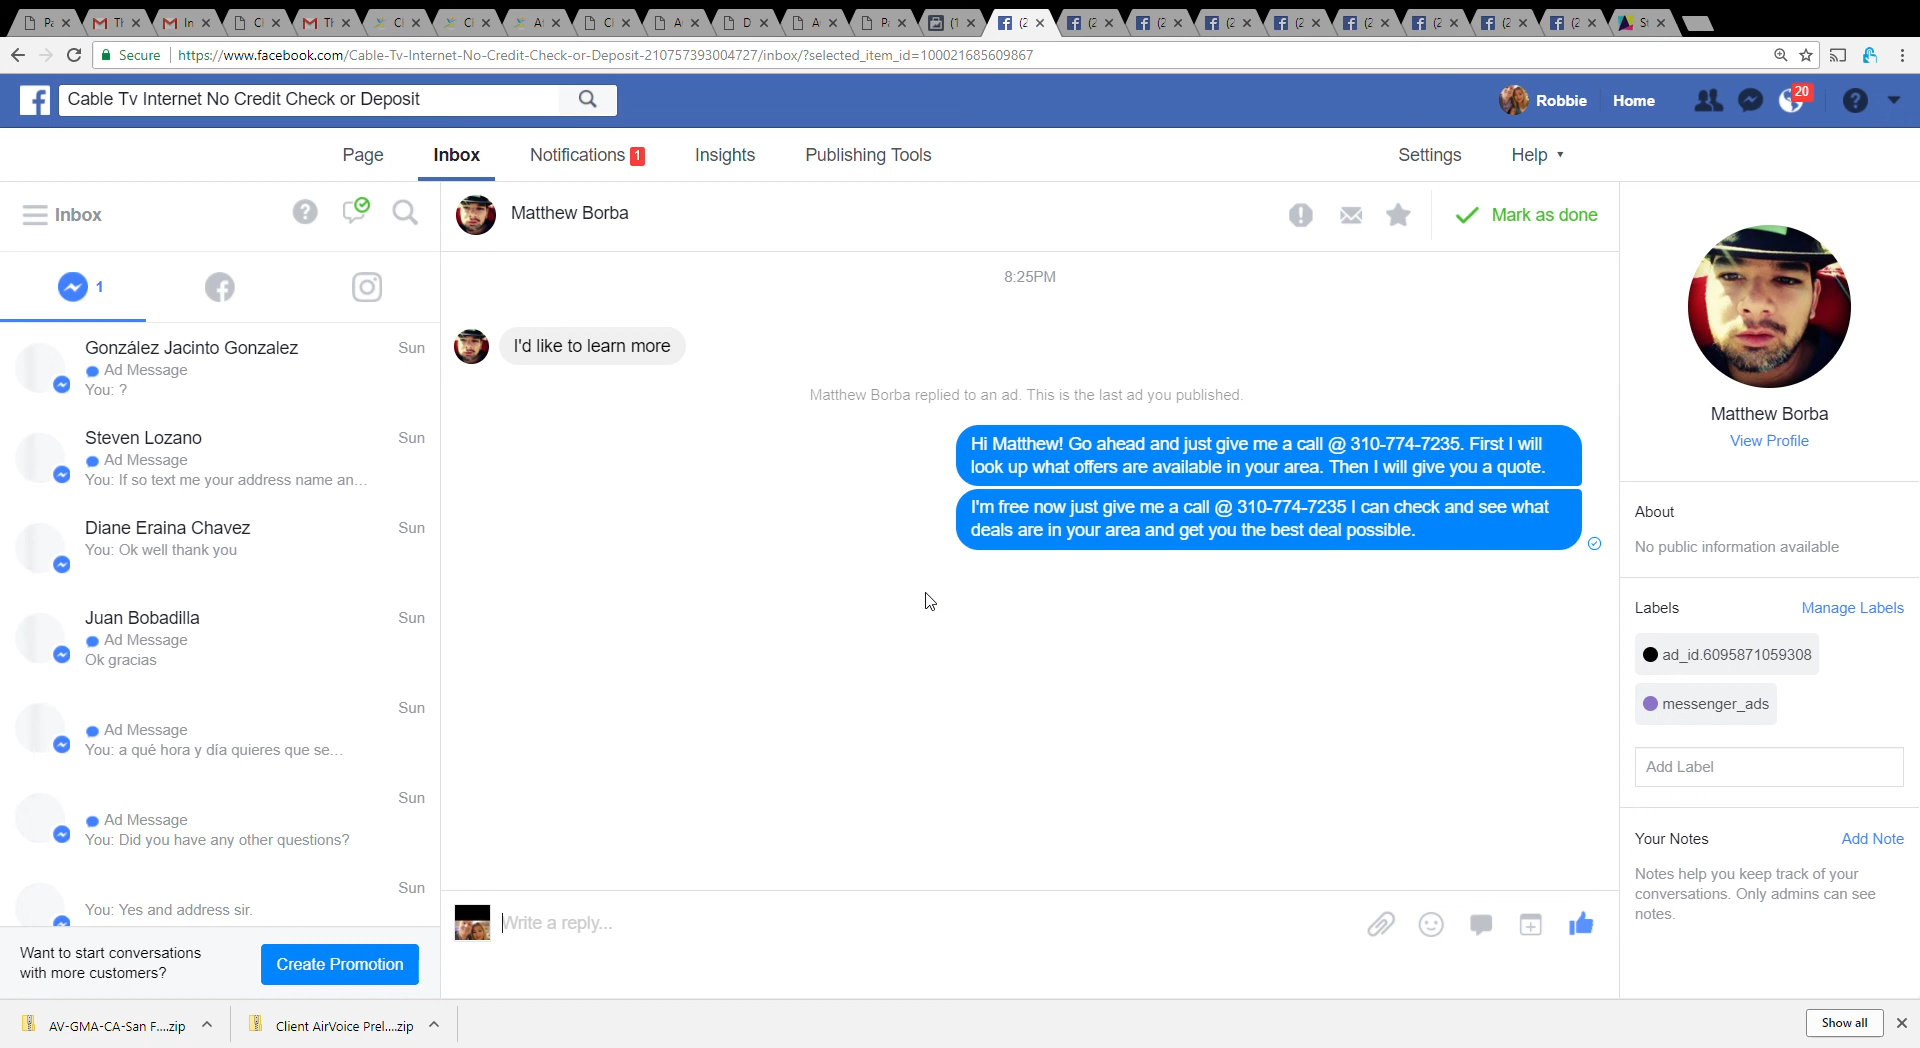 Secure https://www.facebook.com/Cable-Tv-Internet-No-Credit-Check-or-Deposit-210757393004727/inbox/?selected_item_id=100021685609867
Cable Tv Internet No Credit Check or Deposit
Robbie Home 20
Page Inbox Notifications 1 Insights Publishing Tools Settings Help
Inbox
Matthew Borba
Mark as done
1
8:25PM
I'd like to learn more
Matthew Borba replied to an ad. This is the last ad you published.
Hi Matthew! Go ahead and just give me a call @ 310-774-7235. First I will
look up what offers are available in your area. Then I will give you a quote.
I'm free now just give me a call @ 310-774-7235 I can check and see what
deals are in your area and get you the best deal possible.
González Jacinto Gonzalez Sun
Ad Message
You: ?
Steven Lozano Sun
Ad Message
You: If so text me your address name an...
Diane Eraina Chavez Sun
You: Ok well thank you
Juan Bobadilla Sun
Ad Message
Ok gracias
Sun
Ad Message
You: a qué hora y día quieres que se...
Sun
Ad Message
You: Did you have any other questions?
Sun
You: Yes and address sir.
Want to start conversations
with more customers?
Create Promotion
Write a reply...
Matthew Borba
View Profile
About
No public information available
Labels Manage Labels
ad_id.6095871059308
messenger_ads
Add Label
Your Notes Add Note
Notes help you keep track of your
conversations. Only admins can see
notes.
AV-GMA-CA-San F....zip
Client AirVoice Prel....zip
Show all